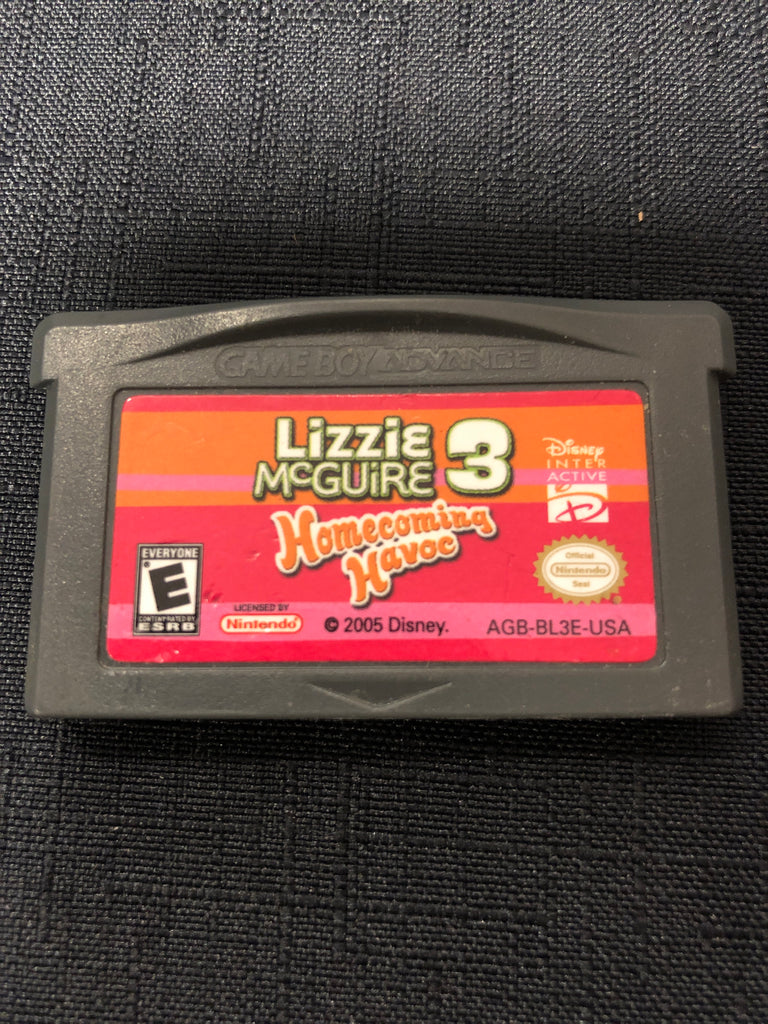 GAME BOY ADVANCE
LiZZiE
McGUiRE 3
Homecoming
Havoc
DiSNEY
INTER
ACTIVE
D
EVERYONE
E
CONTENT RATED BY
ESRB
LICENSED BY
Nintendo®
© 2005 Disney.
Official
Nintendo
Seal
AGB-BL3E-USA